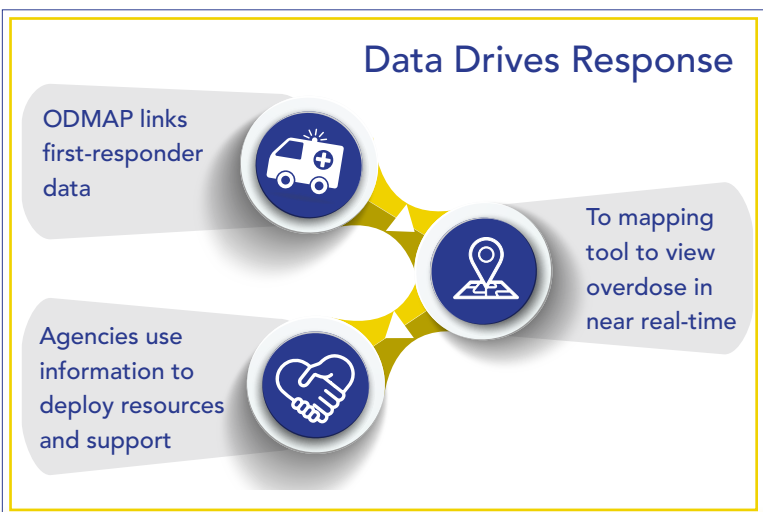 Data Drives Response
ODMAP links
first-responder
data
To mapping
tool to view
overdose in
near real-time
Agencies use
information to
deploy resources
and support